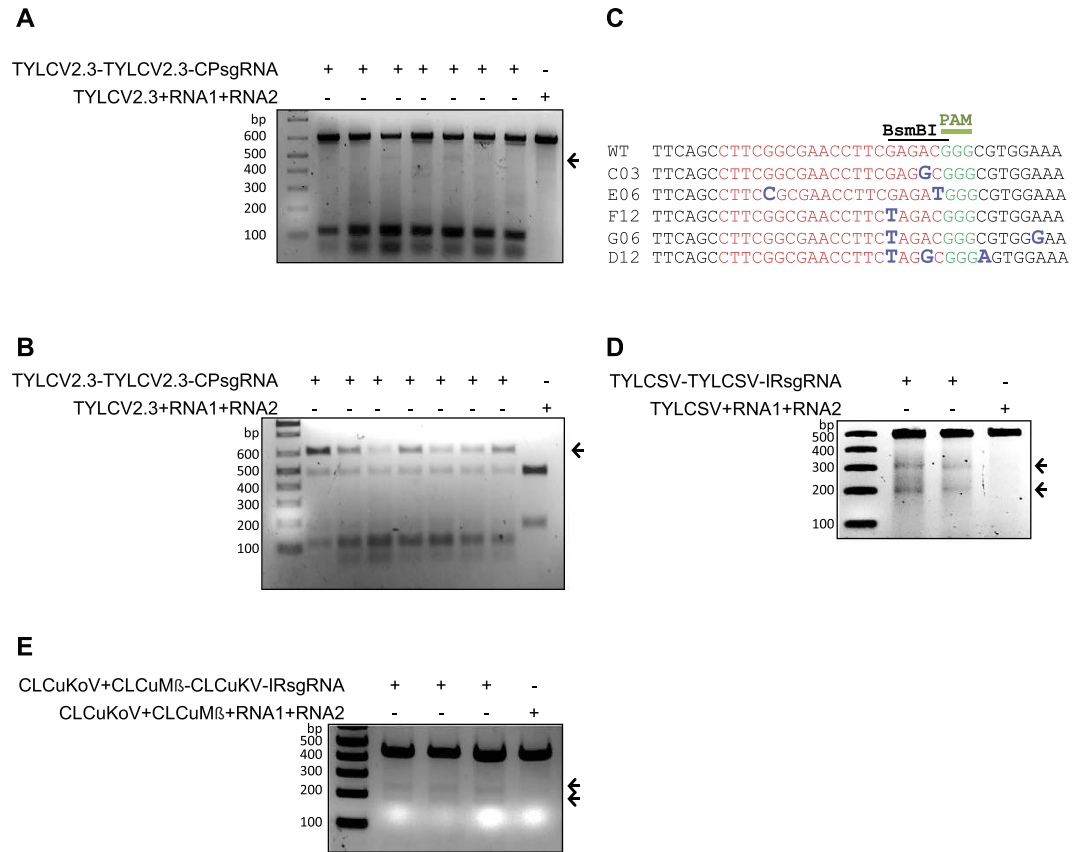 A
TYLCV2.3-TYLCV2.3-CPsgRNA + + + + + + + -
TYLCV2.3+RNA1+RNA2 - - - - - - - +
bp
600
500
400
300
200
100
B
TYLCV2.3-TYLCV2.3-CPsgRNA + + + + + + + -
TYLCV2.3+RNA1+RNA2 - - - - - - - +
bp
600
500
400
300
200
100
C
PAM
BsmBI
WT TTCAGCCTTCGGCGAACCTTCGAGACGGGCGTGGAAA
C03 TTCAGCCTTCGGCGAACCTTCGAGGCGGGCGTGGAAA
E06 TTCAGCCTTCCGCGAACCTTCGAGATGGGCGTGGAAA
F12 TTCAGCCTTCGGCGAACCTTCTAGACGGGCGTGGAAA
G06 TTCAGCCTTCGGCGAACCTTCTAGACGGGCGTGGGAA
D12 TTCAGCCTTCGGCGAACCTTCTAGGCGGGAGTGGAAA
D
TYLCSV-TYLCSV-IRsgRNA + + -
TYLCSV+RNA1+RNA2 - - +
bp
500
400
300
200
100
E
CLCuKoV+CLCuMß-CLCuKV-IRsgRNA + + + -
CLCuKoV+CLCuMß+RNA1+RNA2 - - - +
bp
500
400
300
200
100